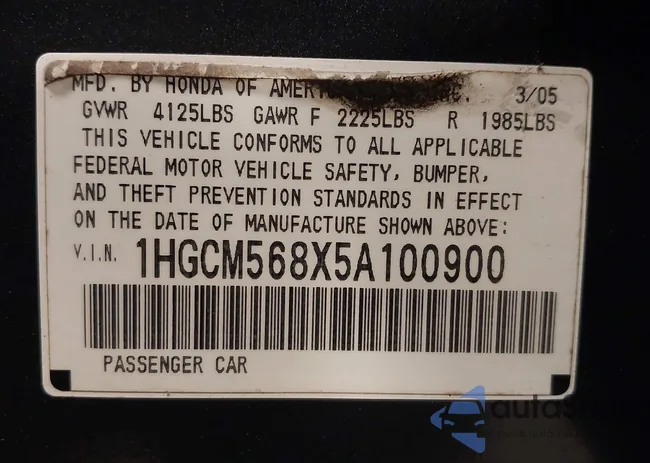 MFD. BY HONDA OF AMER C. 3/05
GVWR 4125LBS GAWR F 2225LBS R 1985LBS
THIS VEHICLE CONFORMS TO ALL APPLICABLE
FEDERAL MOTOR VEHICLE SAFETY, BUMPER,
AND THEFT PREVENTION STANDARDS IN EFFECT
ON THE DATE OF MANUFACTURE SHOWN ABOVE:
V.I.N. 1HGCM568X5A100900
PASSENGER CAR